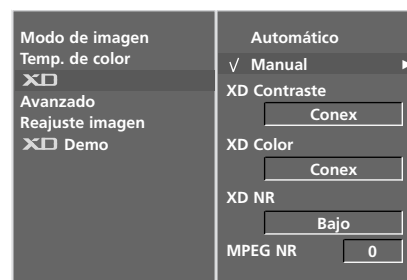 Modo de imagen
Temp. de color
XD
Avanzado
Reajuste imagen
XD Demo
Automático
√ Manual
XD Contraste
Conex
XD Color
Conex
XD NR
Bajo
MPEG NR 0